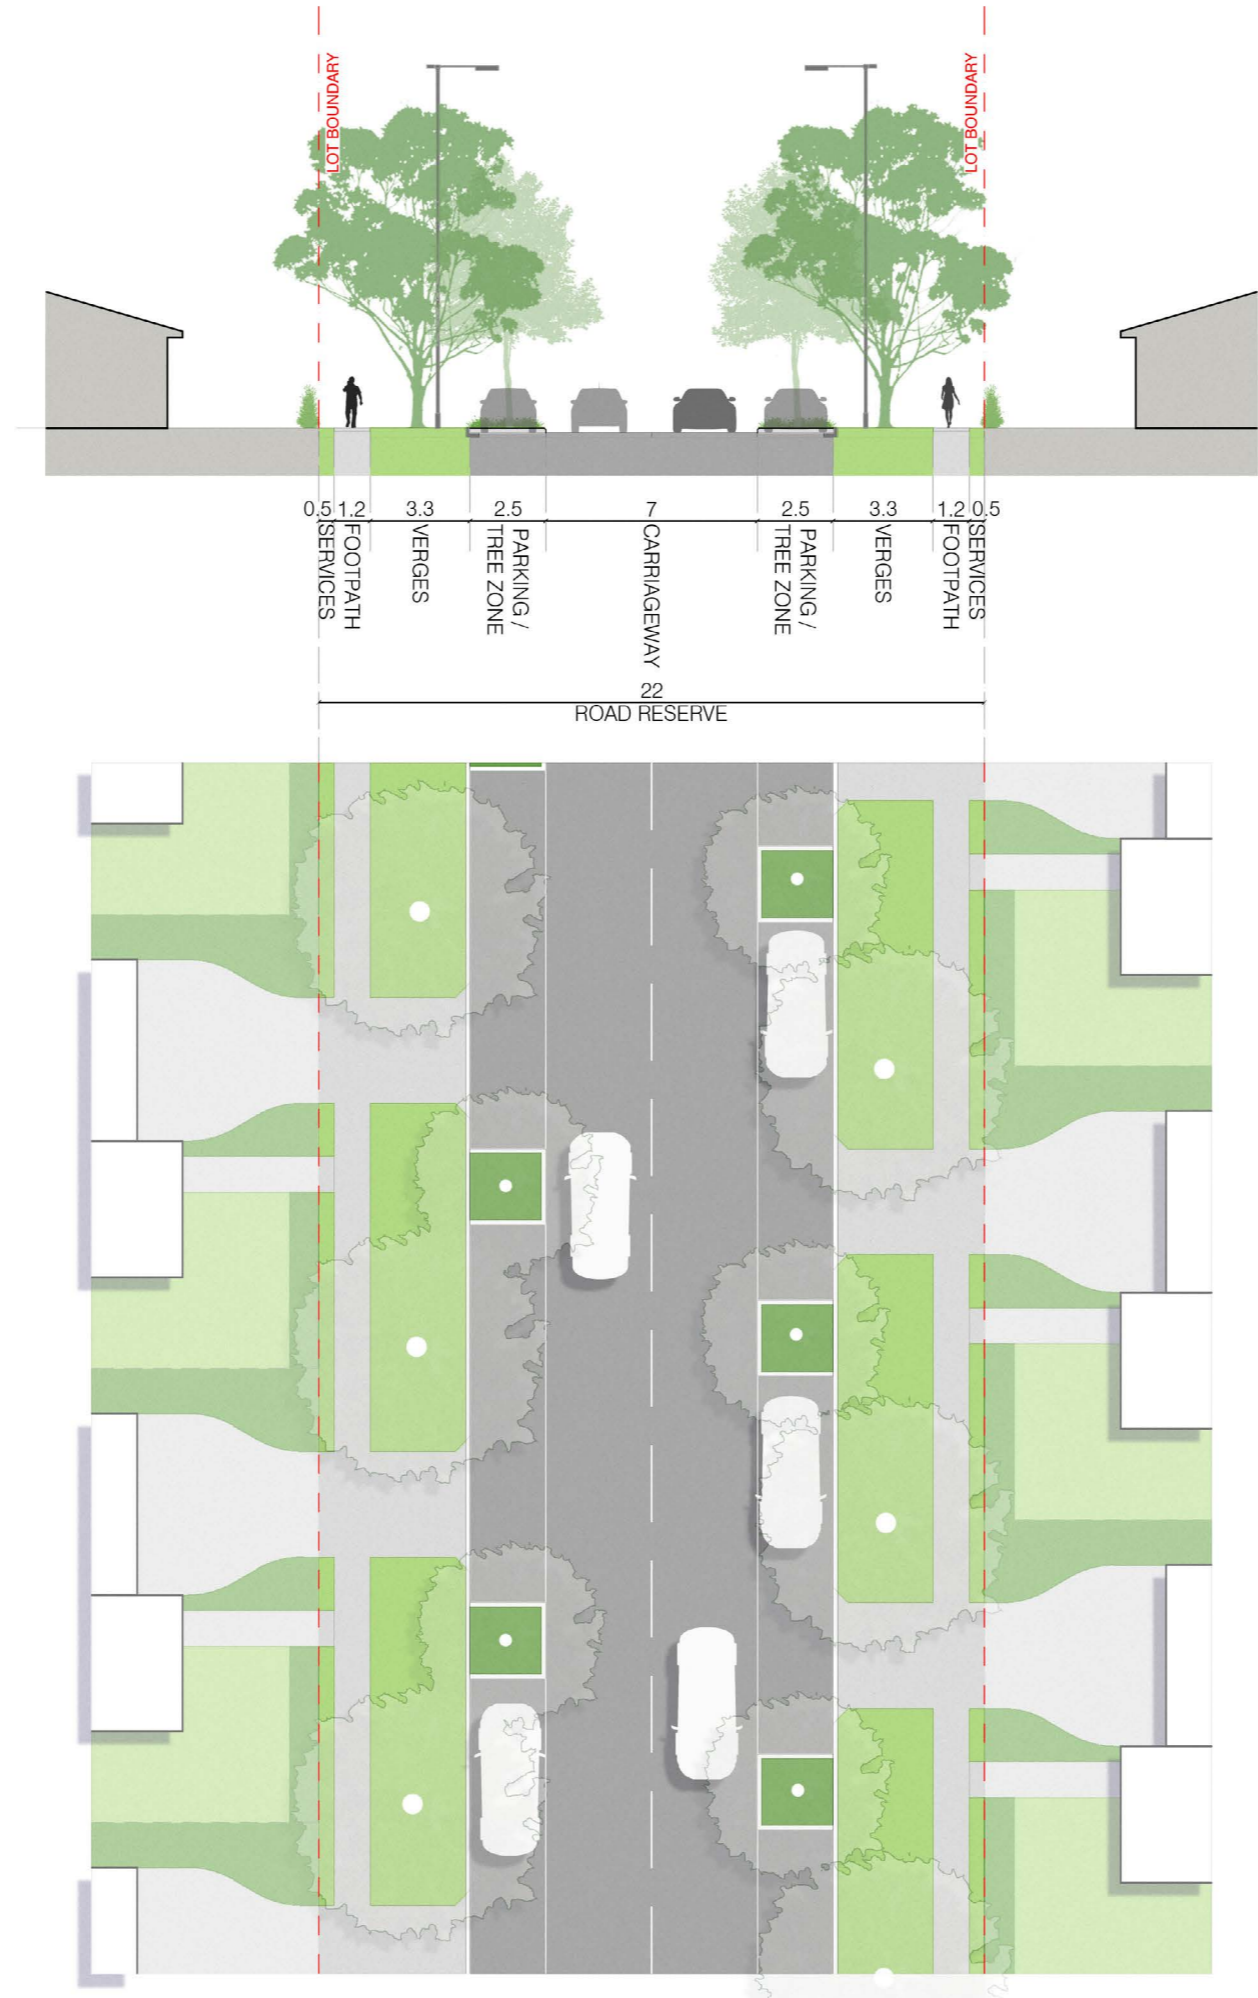 LOT BOUNDARY
LOT BOUNDARY
0.5 1.2 3.3 2.5 7 2.5 3.3 1.2 0.5
SERVICES
FOOTPATH
VERGES
PARKING /
TREE ZONE
CARRIAGEWAY
PARKING /
TREE ZONE
VERGES
FOOTPATH
SERVICES
22
ROAD RESERVE